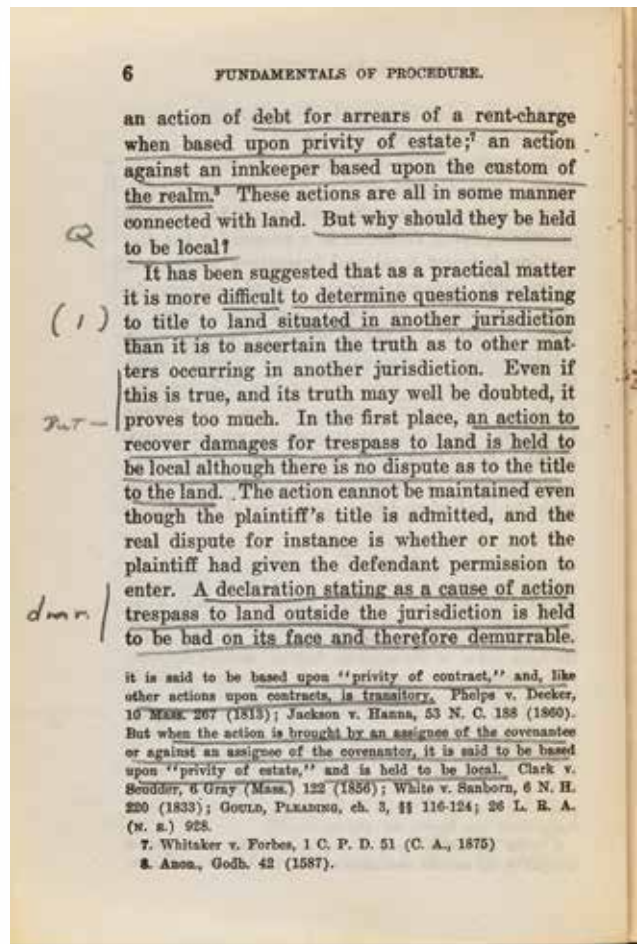 6 FUNDAMENTALS OF PROCEDURE.
an action of debt for arrears of a rent-charge
when based upon privity of estate;⁷ an action
against an innkeeper based upon the custom of
the realm.⁸ These actions are all in some manner
connected with land. But why should they be held
Q
to be local?
It has been suggested that as a practical matter
it is more difficult to determine questions relating
(1) to title to land situated in another jurisdiction
than it is to ascertain the truth as to other mat-
ters occurring in another jurisdiction. Even if
this is true, and its truth may well be doubted, it
proves too much. In the first place, an action to
recover damages for trespass to land is held to
be local although there is no dispute as to the title
to the land. The action cannot be maintained even
though the plaintiff's title is admitted, and the
real dispute for instance is whether or not the
plaintiff had given the defendant permission to
enter. A declaration stating as a cause of action
trespass to land outside the jurisdiction is held
to be bad on its face and therefore demurrable.
it is said to be based upon "privity of contract," and, like
other actions upon contracts, is transitory. Phelps v. Decker,
10 Mass. 267 (1813); Jackson v. Hanna, 53 N. C. 188 (1860).
But when the action is brought by an assignee of the covenantee
or against an assignee of the covenantor, it is said to be based
upon "privity of estate," and is held to be local. Clark v.
Scudder, 6 Gray (Mass.) 122 (1856); White v. Sanborn, 6 N. H.
220 (1833); GOULD, PLEADING, ch. 3, §§ 116-124; 26 L. R. A.
(N. S.) 928.
7. Whitaker v. Forbes, 1 C. P. D. 51 (C. A., 1875)
8. Anon., Godb. 42 (1587).